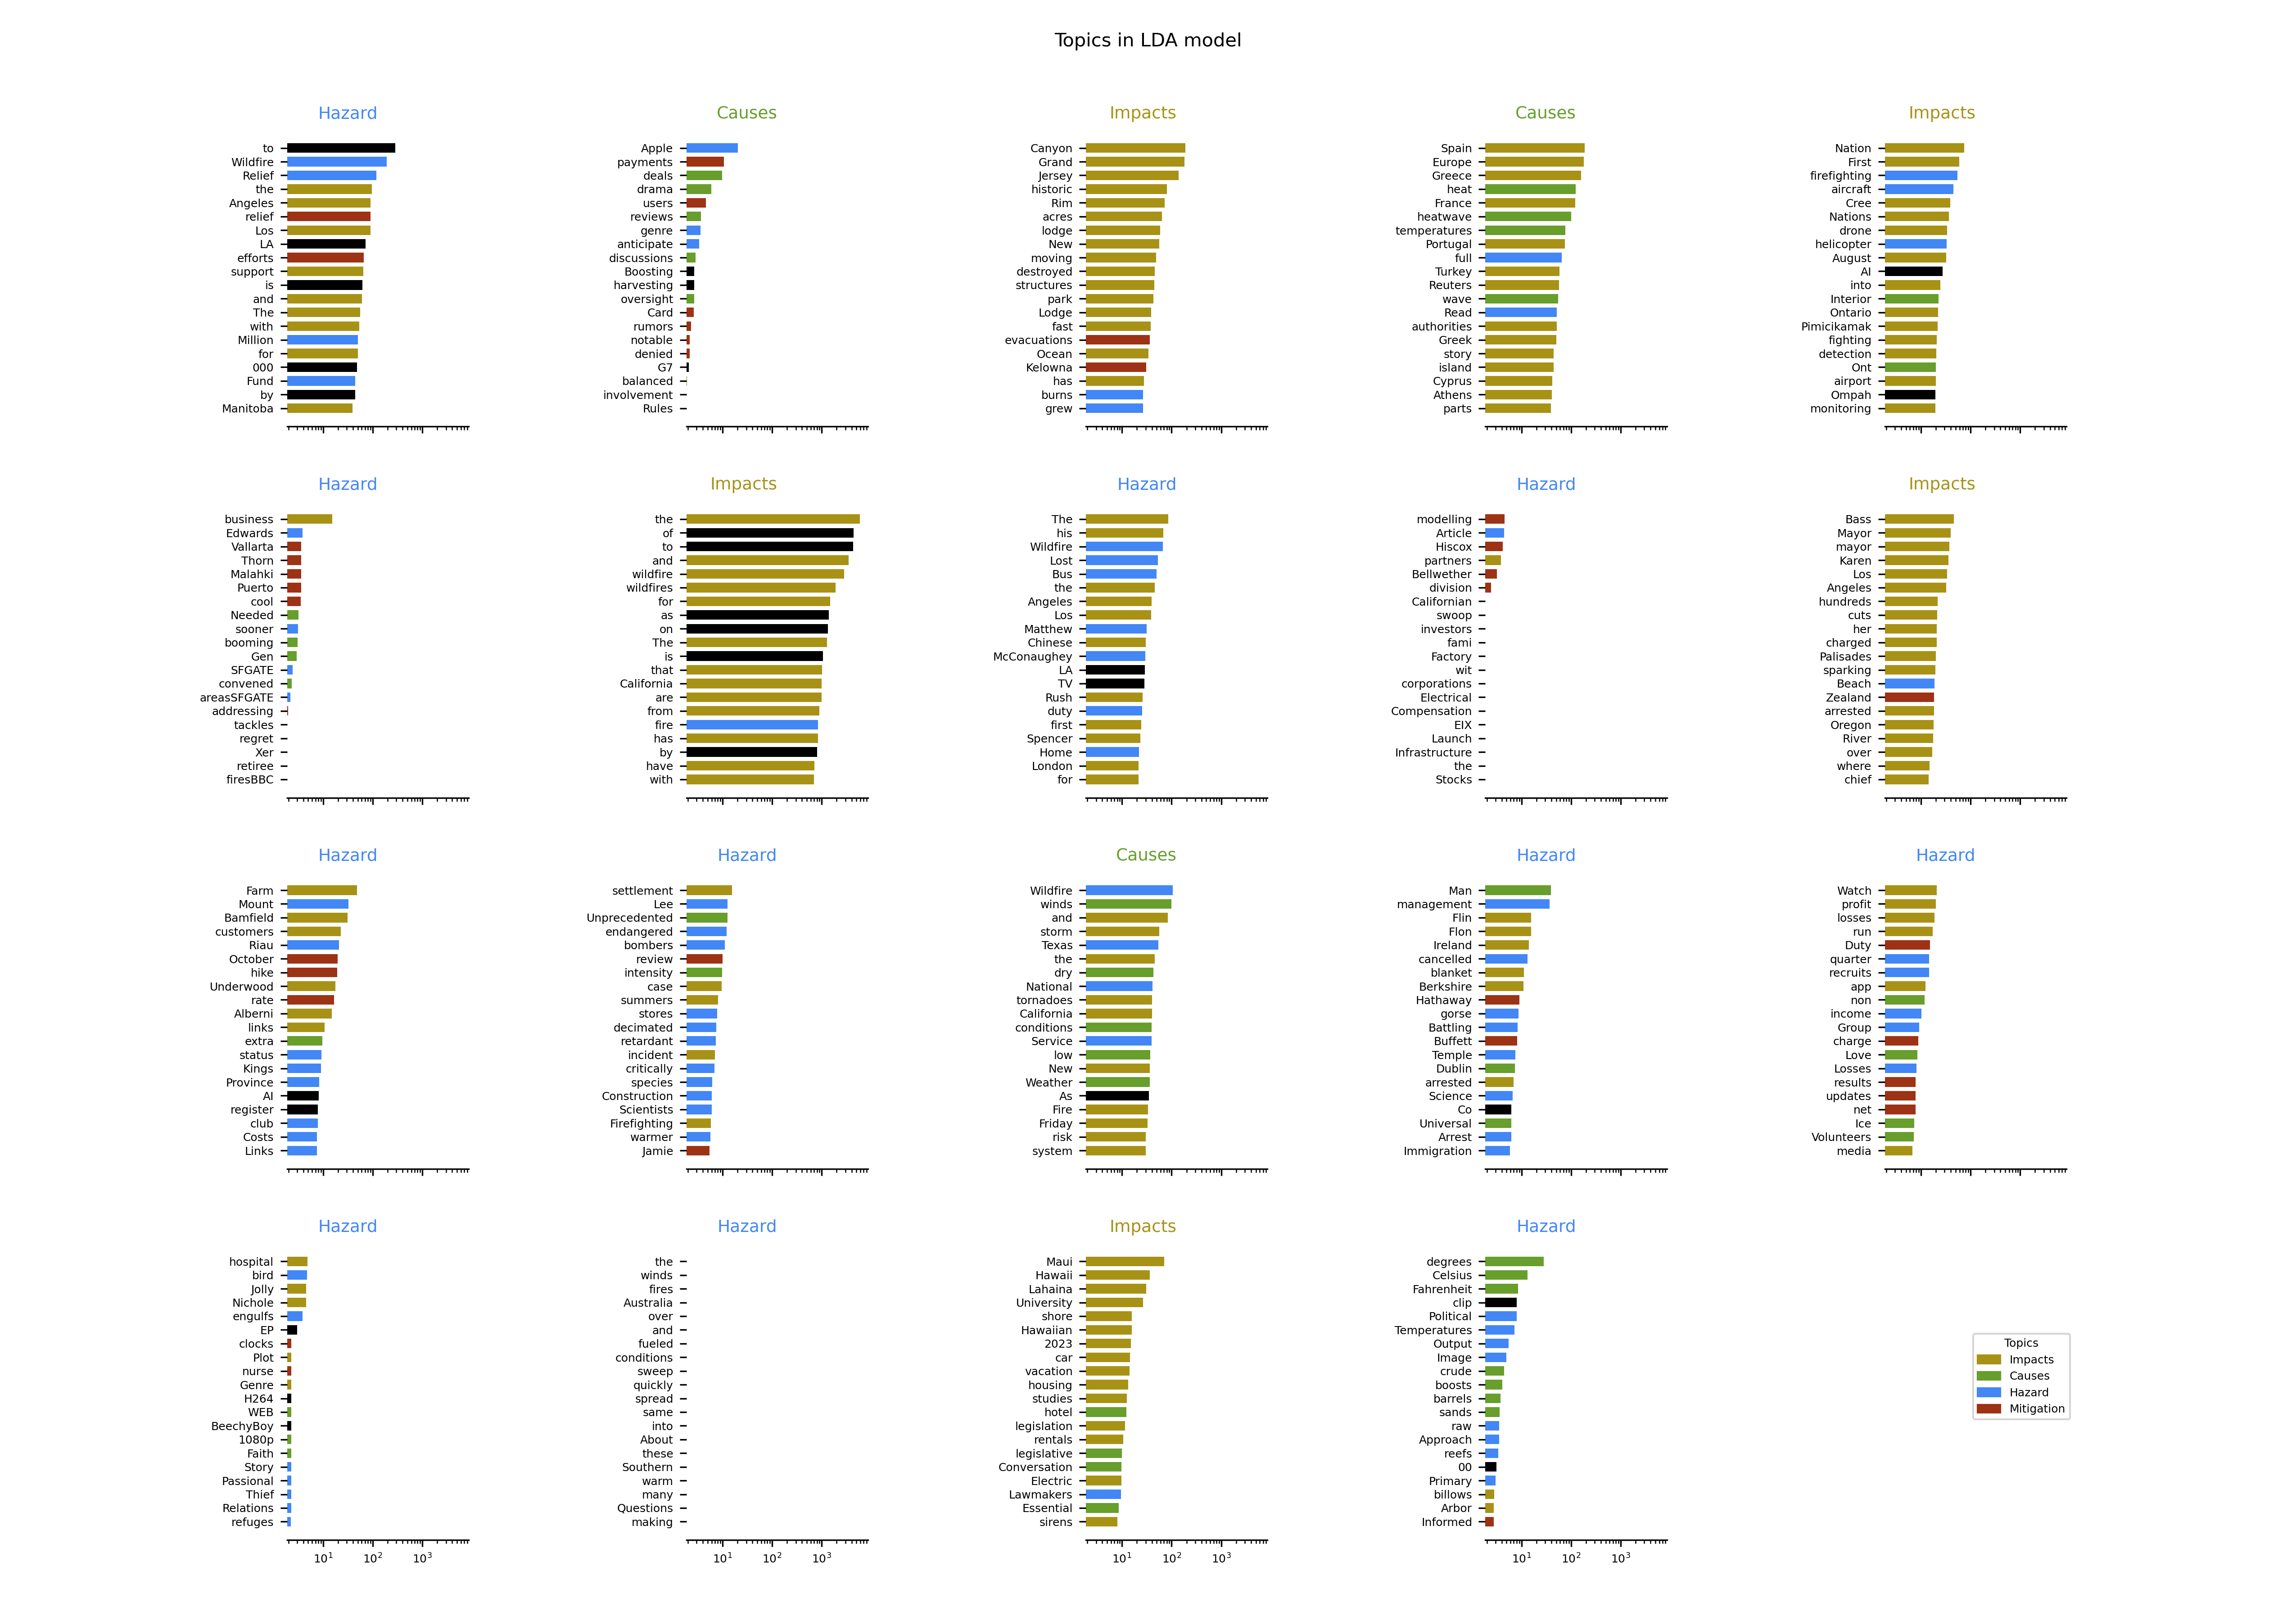 Topics in LDA model
Hazard
to
Wildfire
Relief
the
Angeles
relief
Los
LA
efforts
support
is
and
The
with
Million
for
000
Fund
by
Manitoba
Causes
Apple
payments
deals
drama
users
reviews
genre
anticipate
discussions
Boosting
harvesting
oversight
Card
rumors
notable
denied
G7
balanced
involvement
Rules
Impacts
Canyon
Grand
Jersey
historic
Rim
acres
lodge
New
moving
destroyed
structures
park
Lodge
fast
evacuations
Ocean
Kelowna
has
burns
grew
Causes
Spain
Europe
Greece
heat
France
heatwave
temperatures
Portugal
full
Turkey
Reuters
wave
Read
authorities
Greek
story
island
Cyprus
Athens
parts
Impacts
Nation
First
firefighting
aircraft
Cree
Nations
drone
helicopter
August
AI
into
Interior
Ontario
Pimicikamak
fighting
detection
Ont
airport
Ompah
monitoring
Hazard
business
Edwards
Vallarta
Thorn
Malahki
Puerto
cool
Needed
sooner
booming
Gen
SFGATE
convened
areasSFGATE
addressing
tackles
regret
Xer
retiree
firesBBC
Impacts
the
of
to
and
wildfire
wildfires
for
as
on
The
is
that
California
are
from
fire
has
by
have
with
Hazard
The
his
Wildfire
Lost
Bus
the
Angeles
Los
Matthew
Chinese
McConaughey
LA
TV
Rush
duty
first
Spencer
Home
London
for
Hazard
modelling
Article
Hiscox
partners
Bellwether
division
Californian
swoop
investors
fami
Factory
wit
corporations
Electrical
Compensation
EIX
Launch
Infrastructure
the
Stocks
Impacts
Bass
Mayor
mayor
Karen
Los
Angeles
hundreds
cuts
her
charged
Palisades
sparking
Beach
Zealand
arrested
Oregon
River
over
where
chief
Hazard
Farm
Mount
Bamfield
customers
Riau
October
hike
Underwood
rate
Alberni
links
extra
status
Kings
Province
AI
register
club
Costs
Links
Hazard
settlement
Lee
Unprecedented
endangered
bombers
review
intensity
case
summers
stores
decimated
retardant
incident
critically
species
Construction
Scientists
Firefighting
warmer
Jamie
Causes
Wildfire
winds
and
storm
Texas
the
dry
National
tornadoes
California
conditions
Service
low
New
Weather
As
Fire
Friday
risk
system
Hazard
Man
management
Flin
Flon
Ireland
cancelled
blanket
Berkshire
Hathaway
gorse
Battling
Buffett
Temple
Dublin
arrested
Science
Co
Universal
Arrest
Immigration
Hazard
Watch
profit
losses
run
Duty
quarter
recruits
app
non
income
Group
charge
Love
Losses
results
updates
net
Ice
Volunteers
media
Hazard
hospital
bird
Jolly
Nichole
engulfs
EP
clocks
Plot
nurse
Genre
H264
WEB
BeechyBoy
1080p
Faith
Story
Passional
Thief
Relations
refuges
10¹ 10² 10³
Hazard
the
winds
fires
Australia
over
and
fueled
conditions
sweep
quickly
spread
same
into
About
these
Southern
warm
many
Questions
making
10¹ 10² 10³
Impacts
Maui
Hawaii
Lahaina
University
shore
Hawaiian
2023
car
vacation
housing
studies
hotel
legislation
rentals
legislative
Conversation
Electric
Lawmakers
Essential
sirens
10¹ 10² 10³
Hazard
degrees
Celsius
Fahrenheit
clip
Political
Temperatures
Output
Image
crude
boosts
barrels
sands
raw
Approach
reefs
00
Primary
billows
Arbor
Informed
10¹ 10² 10³
Topics
Impacts
Causes
Hazard
Mitigation